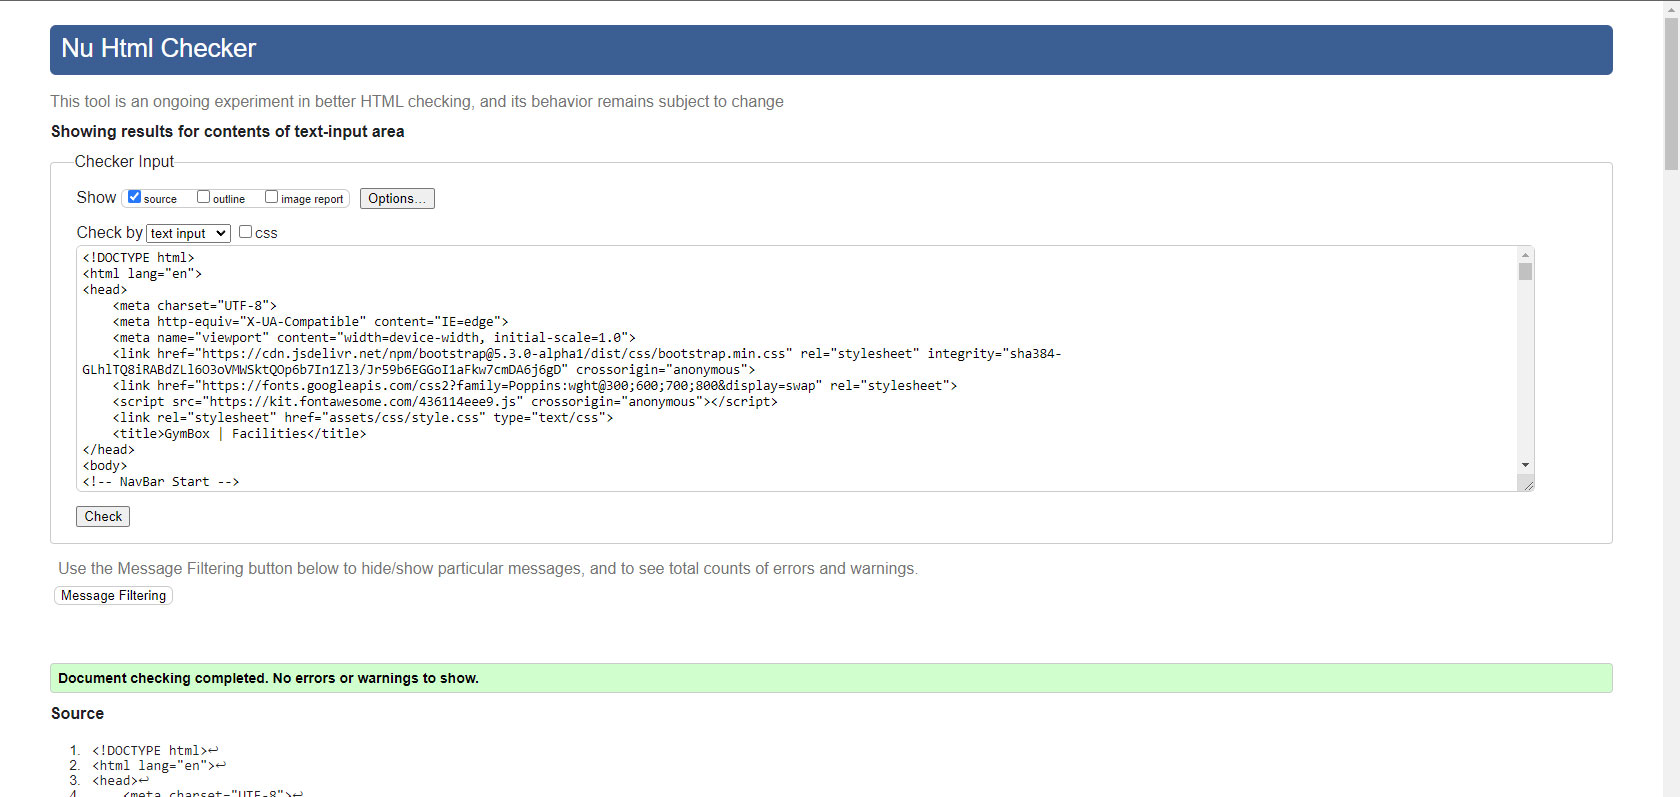 Nu Html Checker
This tool is an ongoing experiment in better HTML checking, and its behavior remains subject to change
Showing results for contents of text-input area
Checker Input
Show source outline image report Options...
Check by text input css
<!DOCTYPE html>
<html lang="en">
<head>
    <meta charset="UTF-8">
    <meta http-equiv="X-UA-Compatible" content="IE=edge">
    <meta name="viewport" content="width=device-width, initial-scale=1.0">
    <link href="https://cdn.jsdelivr.net/npm/bootstrap@5.3.0-alpha1/dist/css/bootstrap.min.css" rel="stylesheet" integrity="sha384-
GLhlTQ8iRABdZLl6O3oVMWSktQOp6b7In1Zl3/Jr59b6EGGoI1aFkw7cmDA6j6gD" crossorigin="anonymous">
    <link href="https://fonts.googleapis.com/css2?family=Poppins:wght@300;600;700;800&display=swap" rel="stylesheet">
    <script src="https://kit.fontawesome.com/436114eee9.js" crossorigin="anonymous"></script>
    <link rel="stylesheet" href="assets/css/style.css" type="text/css">
    <title>GymBox | Facilities</title>
</head>
<body>
<!-- NavBar Start -->
Check
Use the Message Filtering button below to hide/show particular messages, and to see total counts of errors and warnings.
Message Filtering
Document checking completed. No errors or warnings to show.
Source
1. <!DOCTYPE html>↩
2. <html lang="en">↩
3. <head>↩
4.     <meta charset="UTF-8">↩